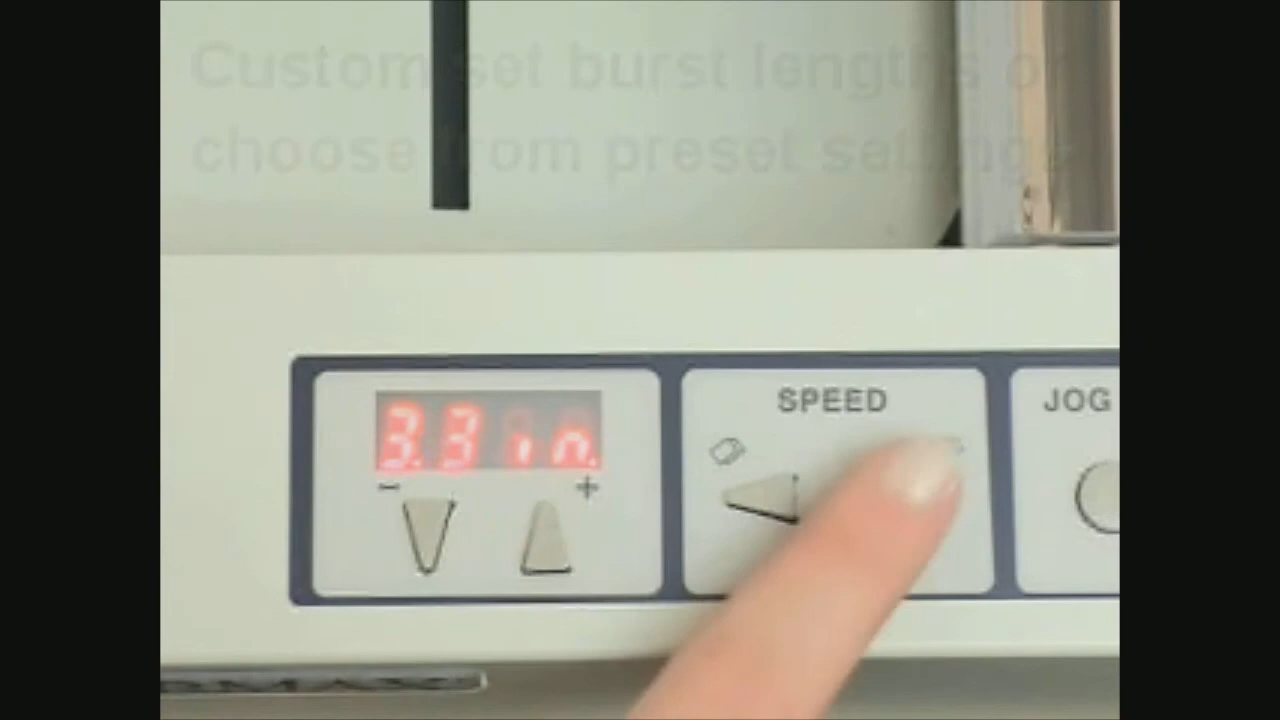 Custom set burst lengths or
choose from preset settings
3.3 in.
SPEED
JOG
- +